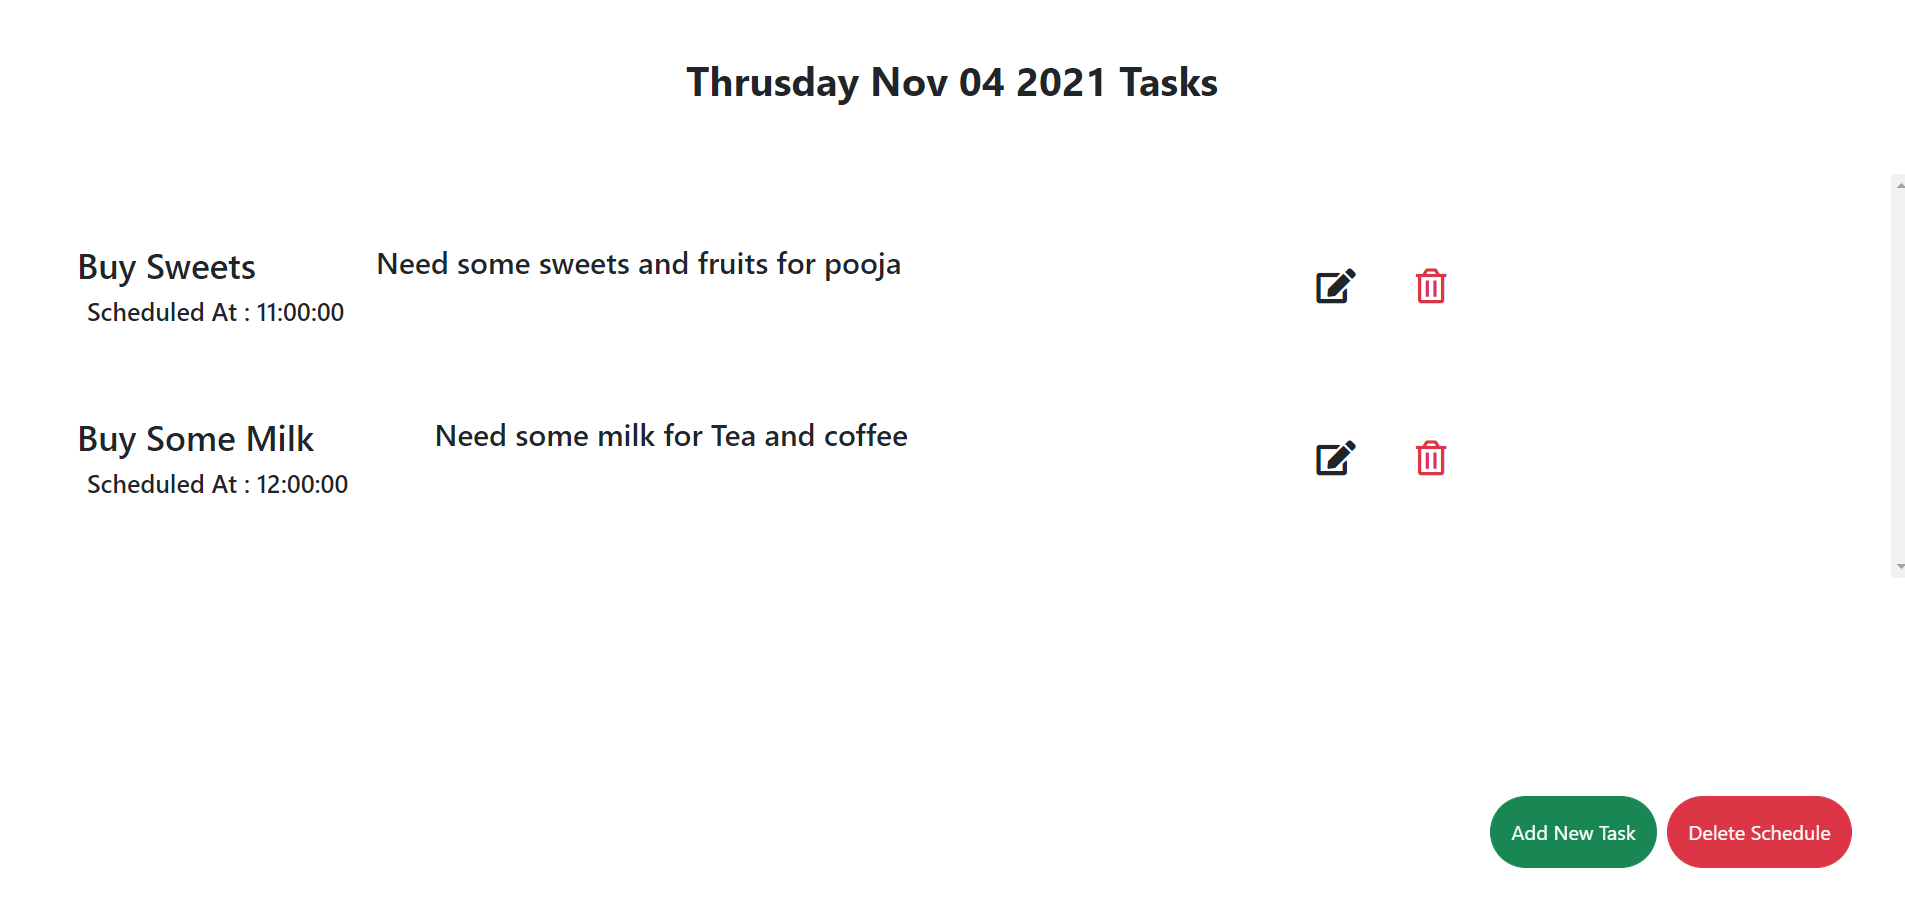 Thrusday Nov 04 2021 Tasks
Buy Sweets
Need some sweets and fruits for pooja
Scheduled At : 11:00:00
Buy Some Milk
Need some milk for Tea and coffee
Scheduled At : 12:00:00
Add New Task
Delete Schedule